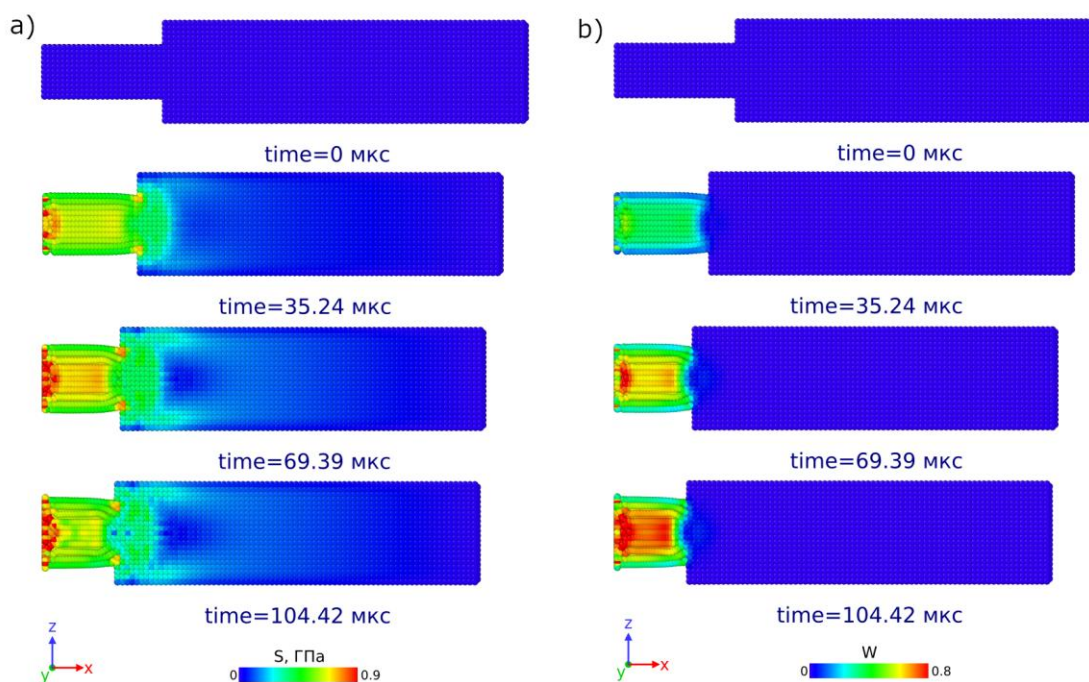 a)
time=0 мкс
time=35.24 мкс
time=69.39 мкс
time=104.42 мкс
z
y
x
S, ГПа
0
0.9
b)
time=0 мкс
time=35.24 мкс
time=69.39 мкс
time=104.42 мкс
z
y
x
W
0
0.8